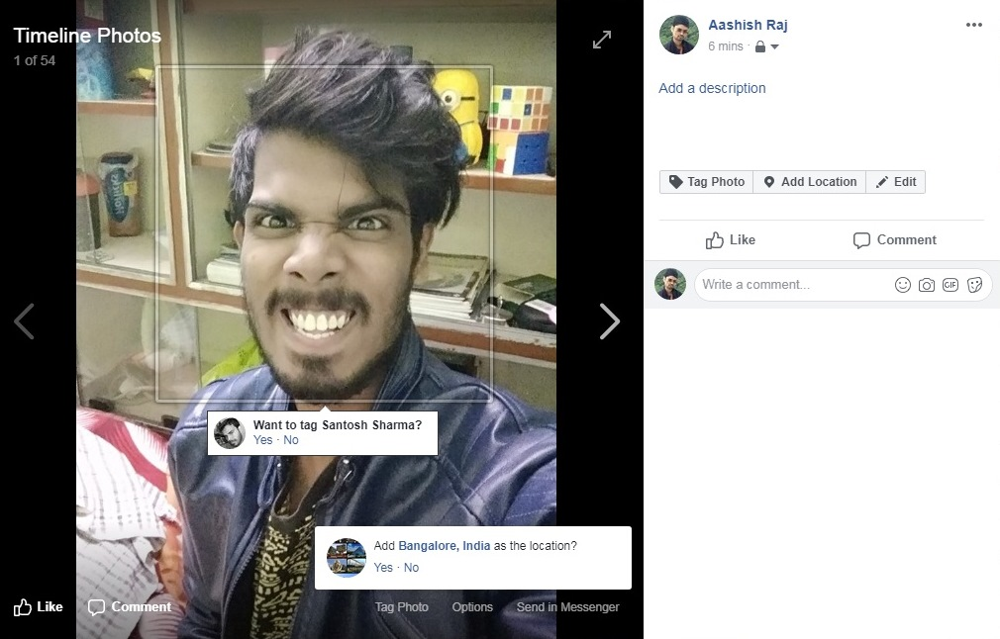 Timeline Photos
1 of 54
Want to tag Santosh Sharma?
Yes · No
Add Bangalore, India as the location?
Yes · No
Like
Comment
Tag Photo
Options
Send in Messenger
Aashish Raj
6 mins ·
Add a description
Tag Photo
Add Location
Edit
Like
Comment
Write a comment...
GIF